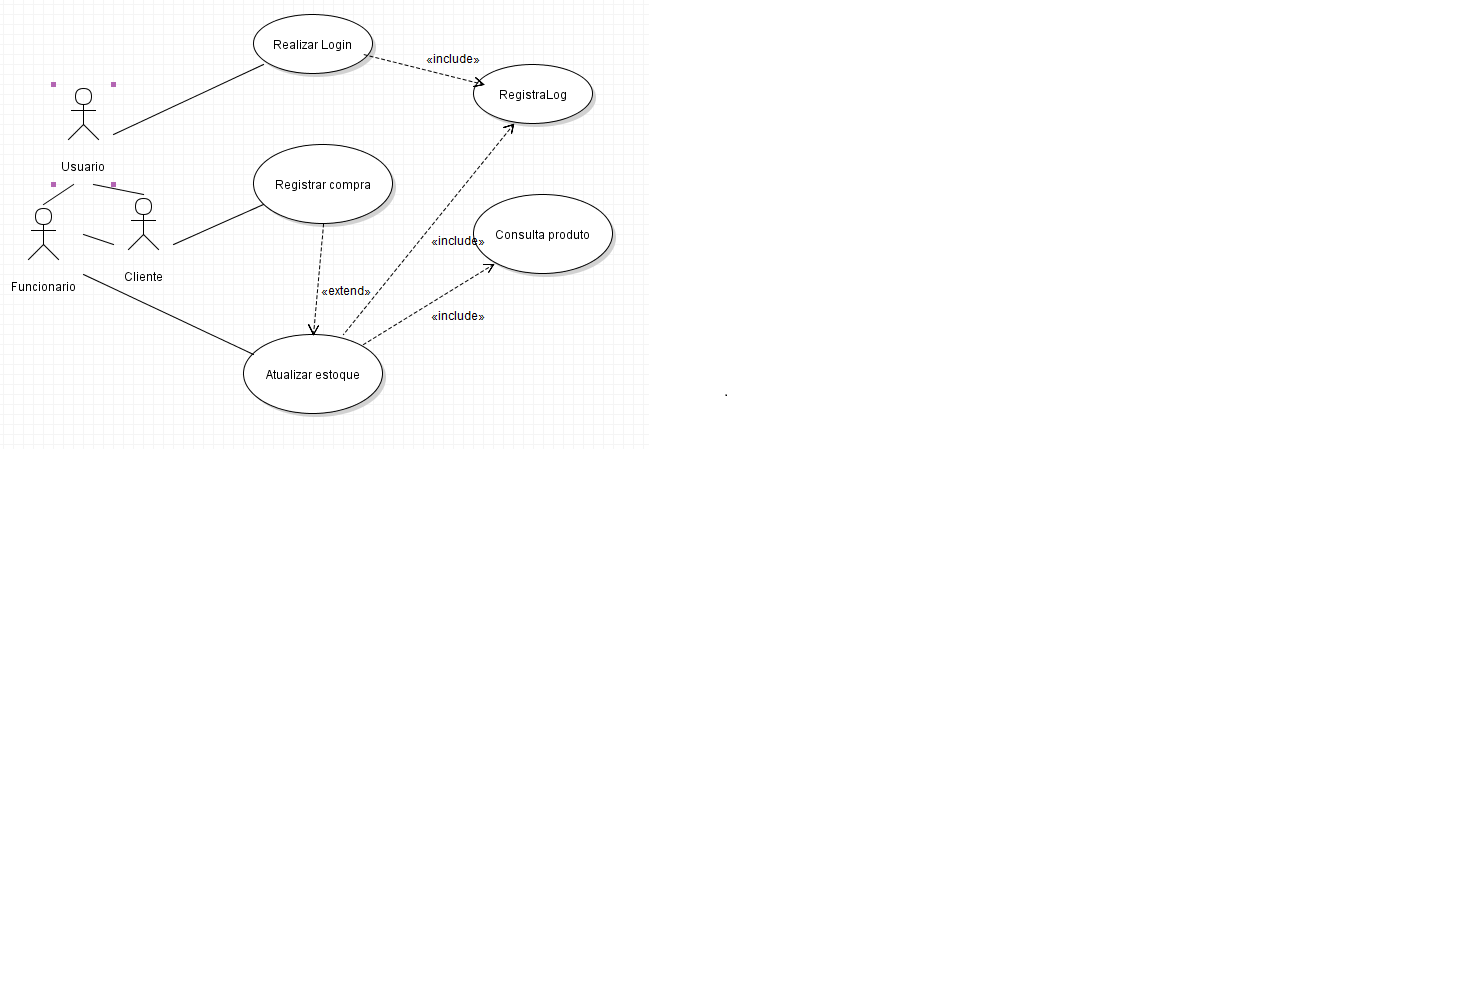 Realizar Login
«include»
RegistraLog
Usuario
Registrar compra
Consulta produto
«include»
Cliente
Funcionario
«extend»
«include»
Atualizar estoque